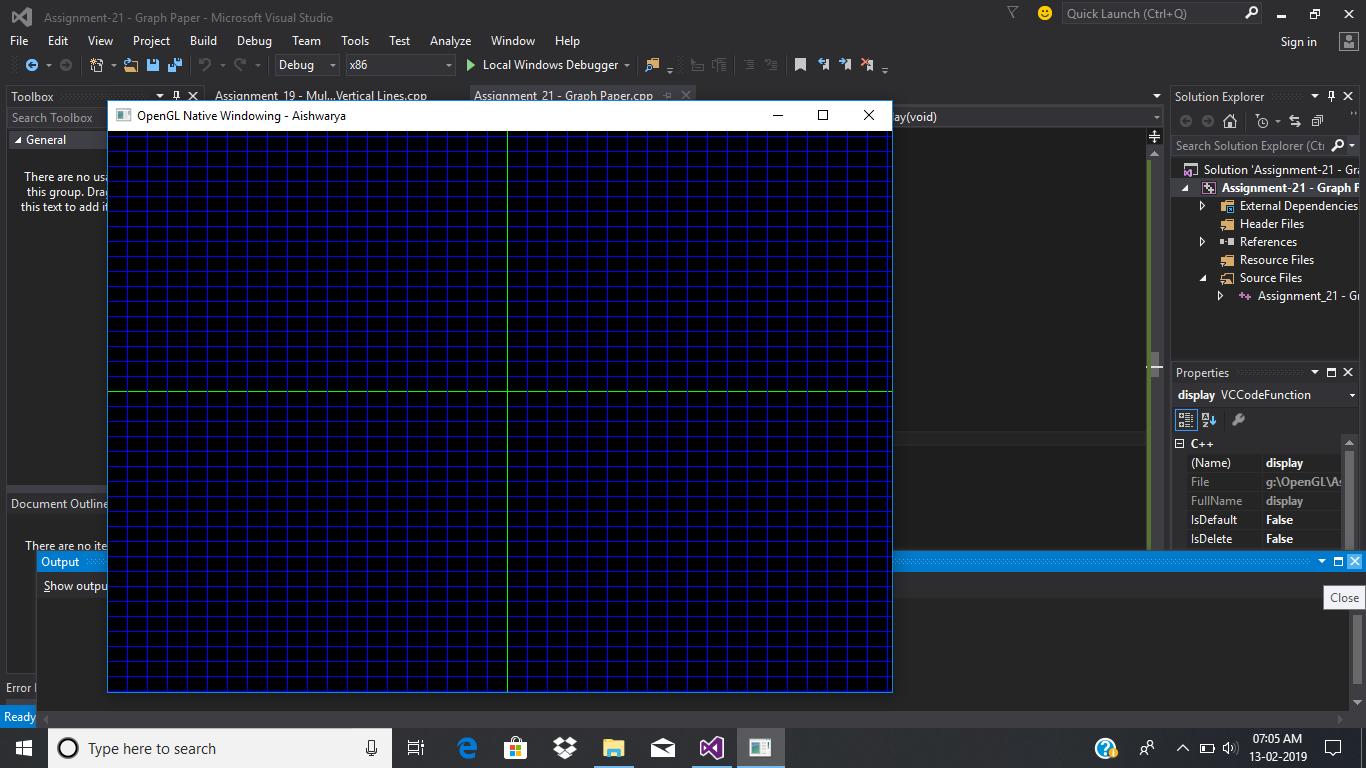 Assignment-21 - Graph Paper - Microsoft Visual Studio
Quick Launch (Ctrl+Q)
File Edit View Project Build Debug Team Tools Test Analyze Window Help
Sign in
Debug x86 Local Windows Debugger
Toolbox
Assignment_19 - Mul...Vertical Lines.cpp
Assignment_21 - Graph Paper.cpp
Solution Explorer
Search Toolbox
OpenGL Native Windowing - Aishwarya
ay(void)
General
Search Solution Explorer (Ctr
There are no usa
this group. Drag
this text to add it
Solution 'Assignment-21 - Gra
Assignment-21 - Graph P
External Dependencies
Header Files
References
Resource Files
Source Files
Assignment_21 - Gr
Properties
display VCCodeFunction
C++
(Name) display
File g:\OpenGL\As
FullName display
IsDefault False
IsDelete False
Document Outline
There are no ite
Output
Show outpu
Close
Error
Ready
Type here to search
07:05 AM
13-02-2019